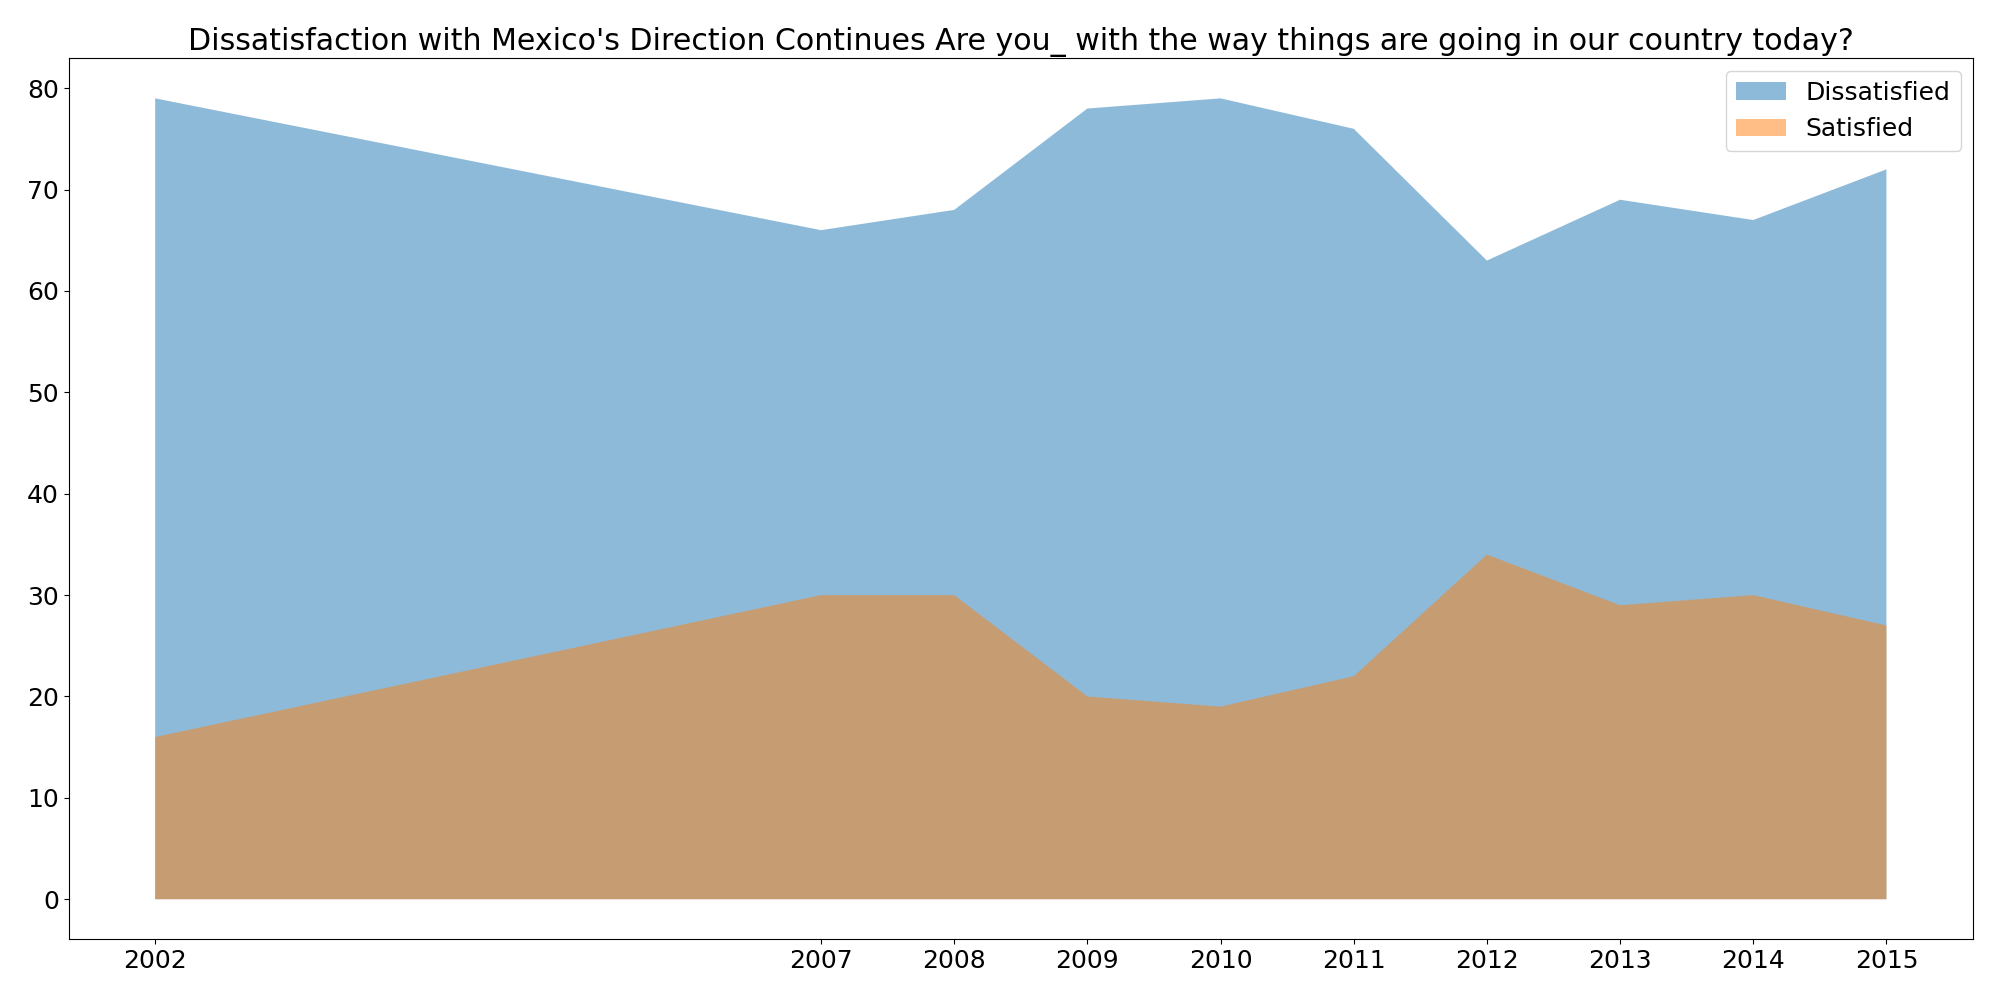 Dissatisfaction with Mexico's Direction Continues Are you_ with the way things are going in our country today?
Dissatisfied
Satisfied
80
70
60
50
40
30
20
10
0
2002 2007 2008 2009 2010 2011 2012 2013 2014 2015